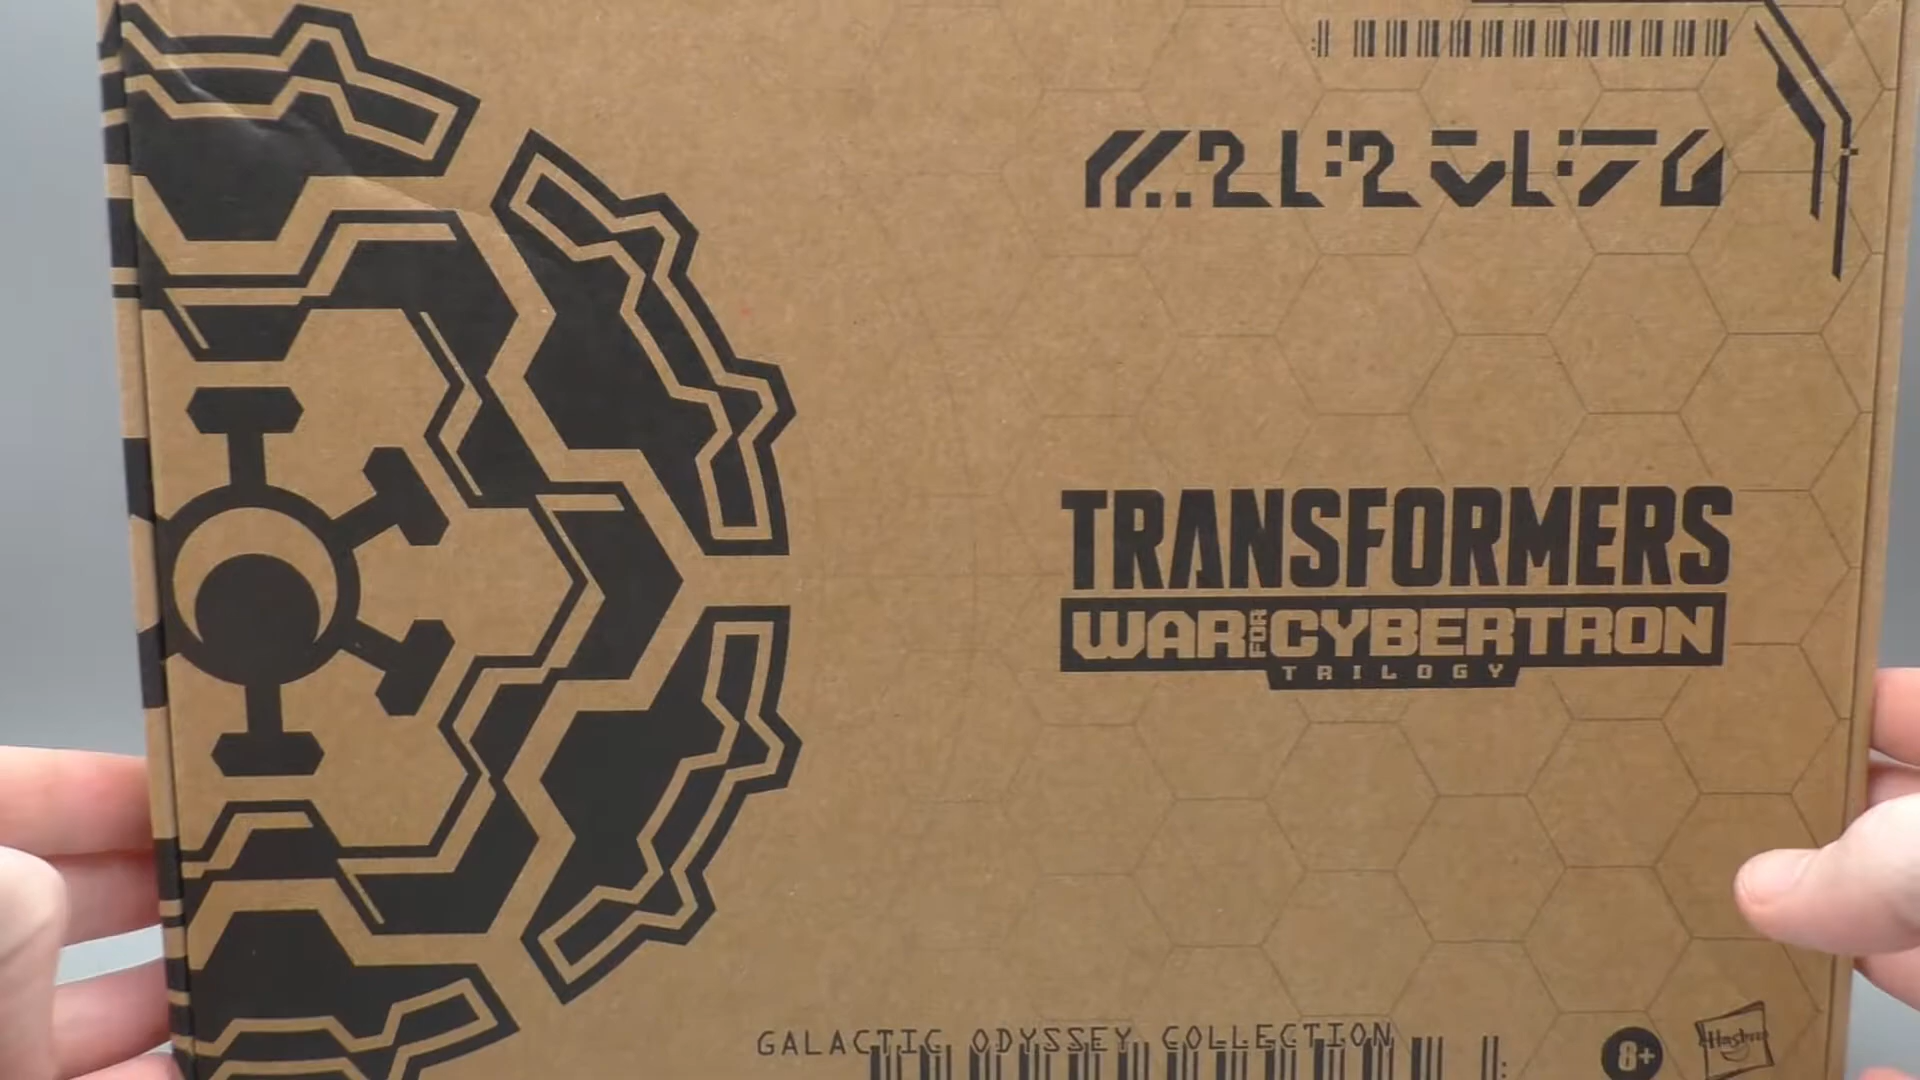 TRANSFORMERS
WAR FOR CYBERTRON
TRILOGY
GALACTIC ODYSSEY COLLECTION
8+
Hasbro